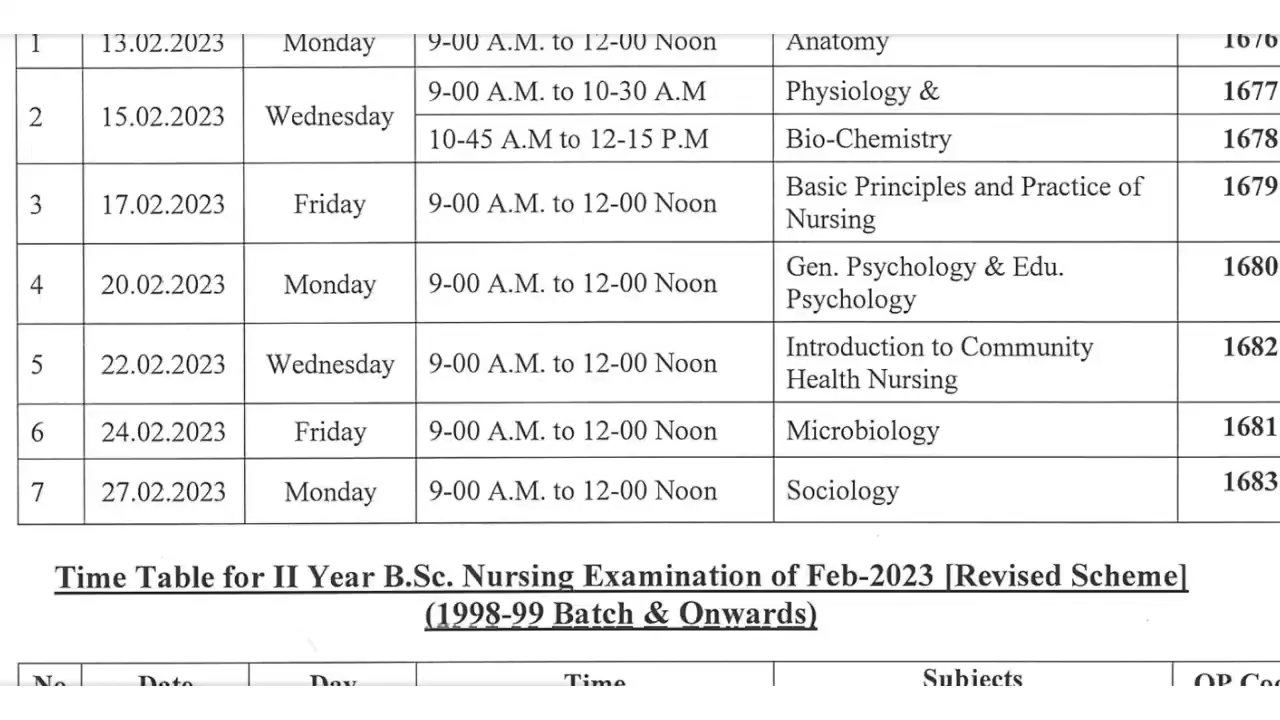 1 13.02.2023 Monday 9-00 A.M. to 12-00 Noon Anatomy 1676
2 15.02.2023 Wednesday 9-00 A.M. to 10-30 A.M Physiology & 1677
10-45 A.M to 12-15 P.M Bio-Chemistry 1678
3 17.02.2023 Friday 9-00 A.M. to 12-00 Noon Basic Principles and Practice of 1679
Nursing
4 20.02.2023 Monday 9-00 A.M. to 12-00 Noon Gen. Psychology & Edu. 1680
Psychology
5 22.02.2023 Wednesday 9-00 A.M. to 12-00 Noon Introduction to Community 1682
Health Nursing
6 24.02.2023 Friday 9-00 A.M. to 12-00 Noon Microbiology 1681
7 27.02.2023 Monday 9-00 A.M. to 12-00 Noon Sociology 1683
Time Table for II Year B.Sc. Nursing Examination of Feb-2023 [Revised Scheme]
(1998-99 Batch & Onwards)
No Date Day Time Subjects QP